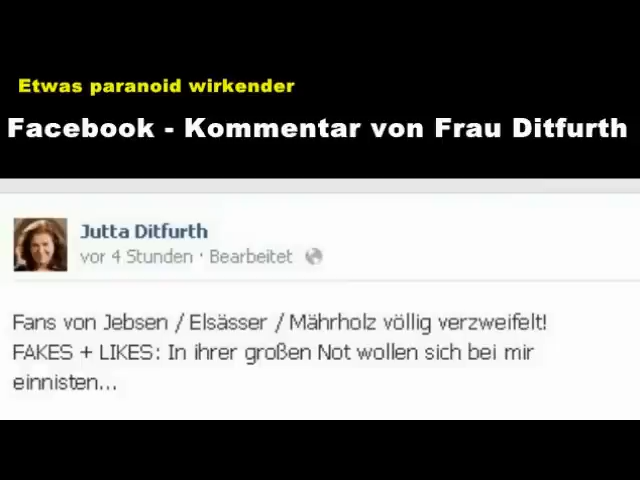 Etwas paranoid wirkender
Facebook - Kommentar von Frau Ditfurth
Jutta Ditfurth
vor 4 Stunden · Bearbeitet
Fans von Jebsen / Elsässer / Mährholz völlig verzweifelt!
FAKES + LIKES: In ihrer großen Not wollen sich bei mir
einnisten...